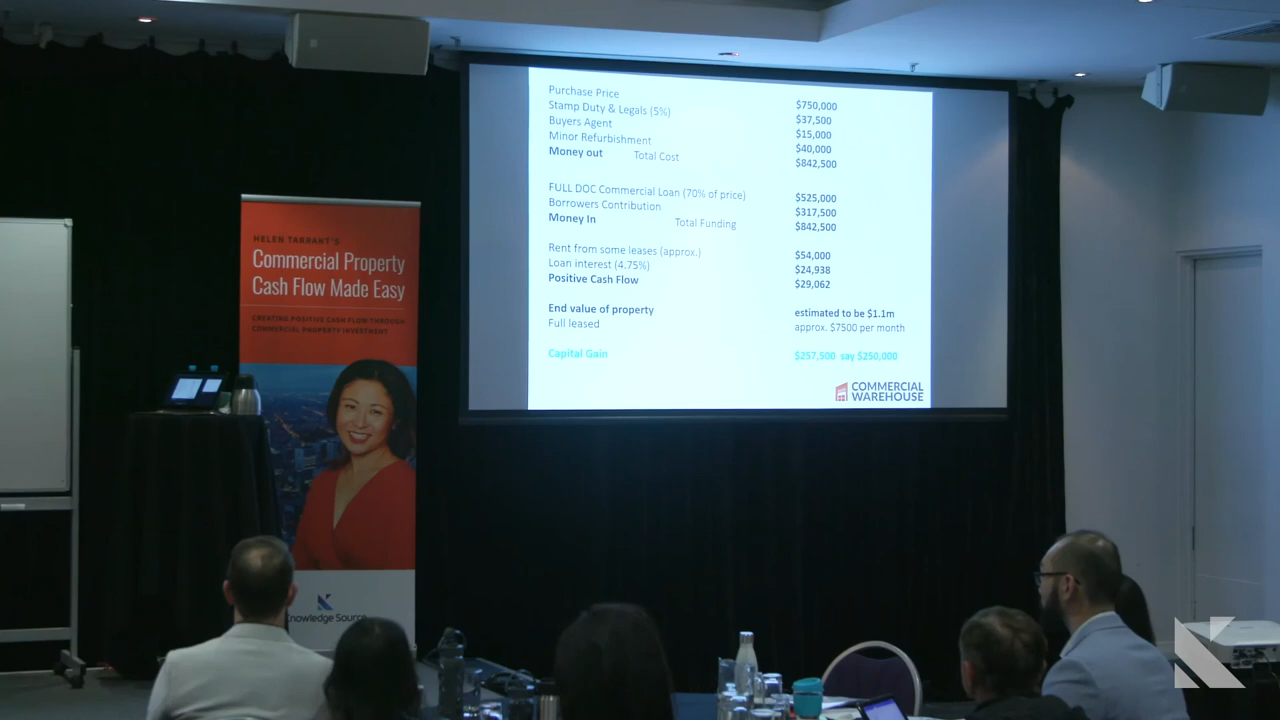 Purchase Price $750,000
Stamp Duty & Legals (5%) $37,500
Buyers Agent $15,000
Minor Refurbishment $40,000
Money out Total Cost $842,500
FULL DOC Commercial Loan (70% of price) $525,000
Borrowers Contribution $317,500
Money In Total Funding $842,500
Rent from some leases (approx.) $54,000
Loan interest (4.75%) $24,938
Positive Cash Flow $29,062
End value of property estimated to be $1.1m
Full leased approx. $7500 per month
Capital Gain $257,500 say $250,000
COMMERCIAL
WAREHOUSE
HELEN TARRANT'S
Commercial Property
Cash Flow Made Easy
CREATING POSITIVE CASH FLOW THROUGH
COMMERCIAL PROPERTY INVESTMENT
Knowledge Source